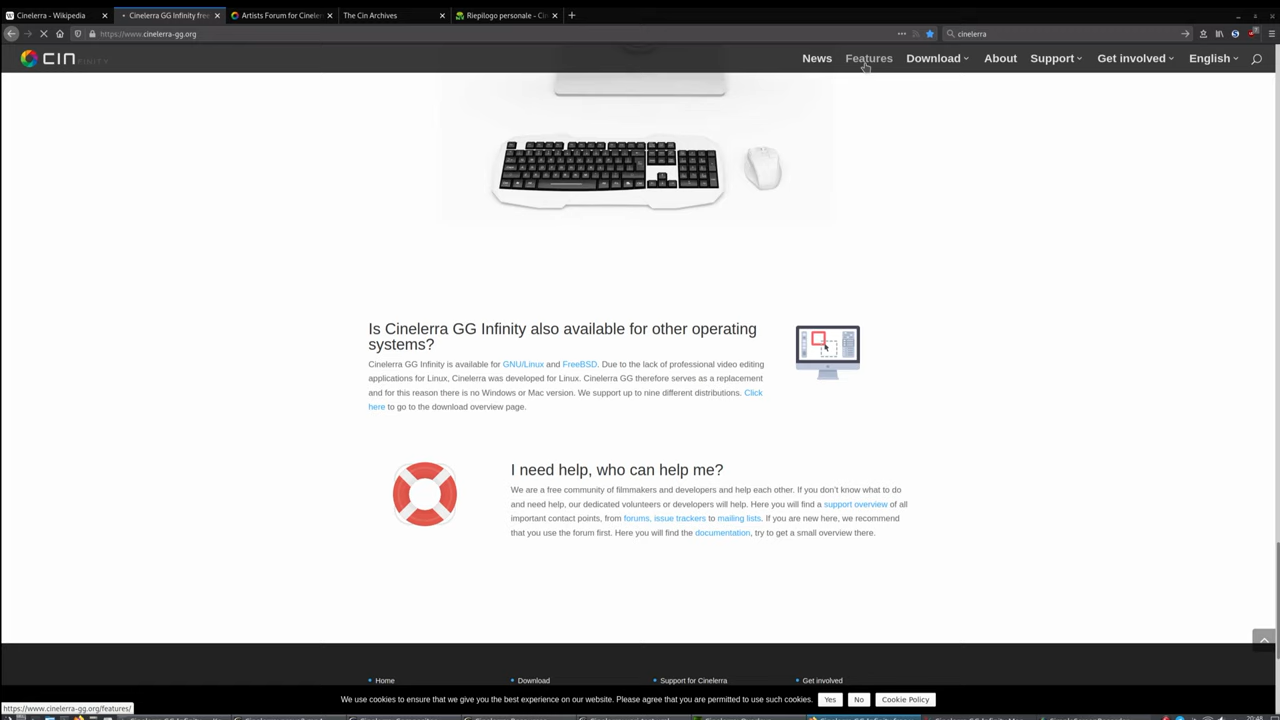 Cinelerra - Wikipedia
Cinelerra GG Infinity free
Artists Forum for Cineler
The Cin Archives
Riepilogo personale - Cin
https://www.cinelerra-gg.org
cinelerra
CIN
FINITY
News
Features
Download
About
Support
Get involved
English
Is Cinelerra GG Infinity also available for other operating
systems?
Cinelerra GG Infinity is available for GNU/Linux and FreeBSD. Due to the lack of professional video editing
applications for Linux, Cinelerra was developed for Linux. Cinelerra GG therefore serves as a replacement
and for this reason there is no Windows or Mac version. We support up to nine different distributions. Click
here to go to the download overview page.
I need help, who can help me?
We are a free community of filmmakers and developers and help each other. If you don't know what to do
and need help, our dedicated volunteers or developers will help. Here you will find a support overview of all
important contact points, from forums, issue trackers to mailing lists. If you are new here, we recommend
that you use the forum first. Here you will find the documentation, try to get a small overview there.
Home
Download
Support for Cinelerra
Get involved
We use cookies to ensure that we give you the best experience on our website. Please agree that you are permitted to use such cookies.
Yes
No
Cookie Policy
https://www.cinelerra-gg.org/features/